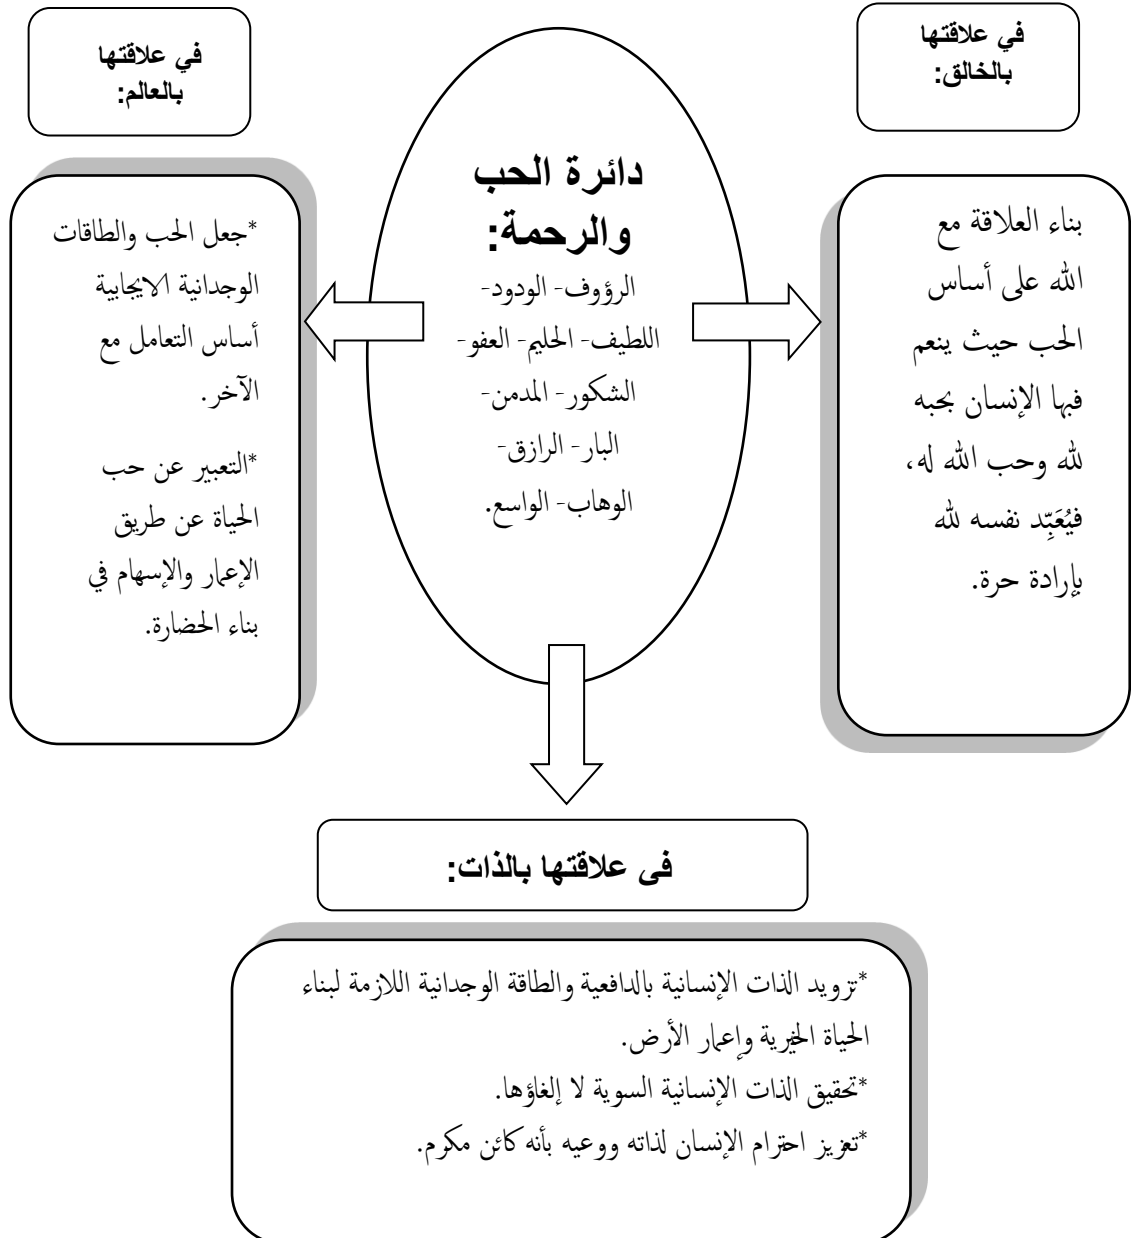 في علاقتها
بالخالق:
بناء العلاقة مع
الله على أساس
الحب حيث ينعم
فيها الإنسان بحبه
لله وحب الله له،
فيُعَبِّد نفسه لله
بإرادة حرة.
دائرة الحب
والرحمة:
الرؤوف- الودود-
اللطيف- الحليم- العفو-
الشكور- المدمن-
البار- الرازق-
الوهاب- الواسع.
في علاقتها
بالعالم:
*جعل الحب والطاقات
الوجدانية الايجابية
أساس التعامل مع
الآخر.
*التعبير عن حب
الحياة عن طريق
الإعمار والإسهام في
بناء الحضارة.
فى علاقتها بالذات:
*تزويد الذات الإنسانية بالدافعية والطاقة الوجدانية اللازمة لبناء
الحياة الخيرية وإعمار الأرض.
*تحقيق الذات الإنسانية السوية لا إلغاؤها.
*تعزيز احترام الإنسان لذاته ووعيه بأنه كائن مكرم.